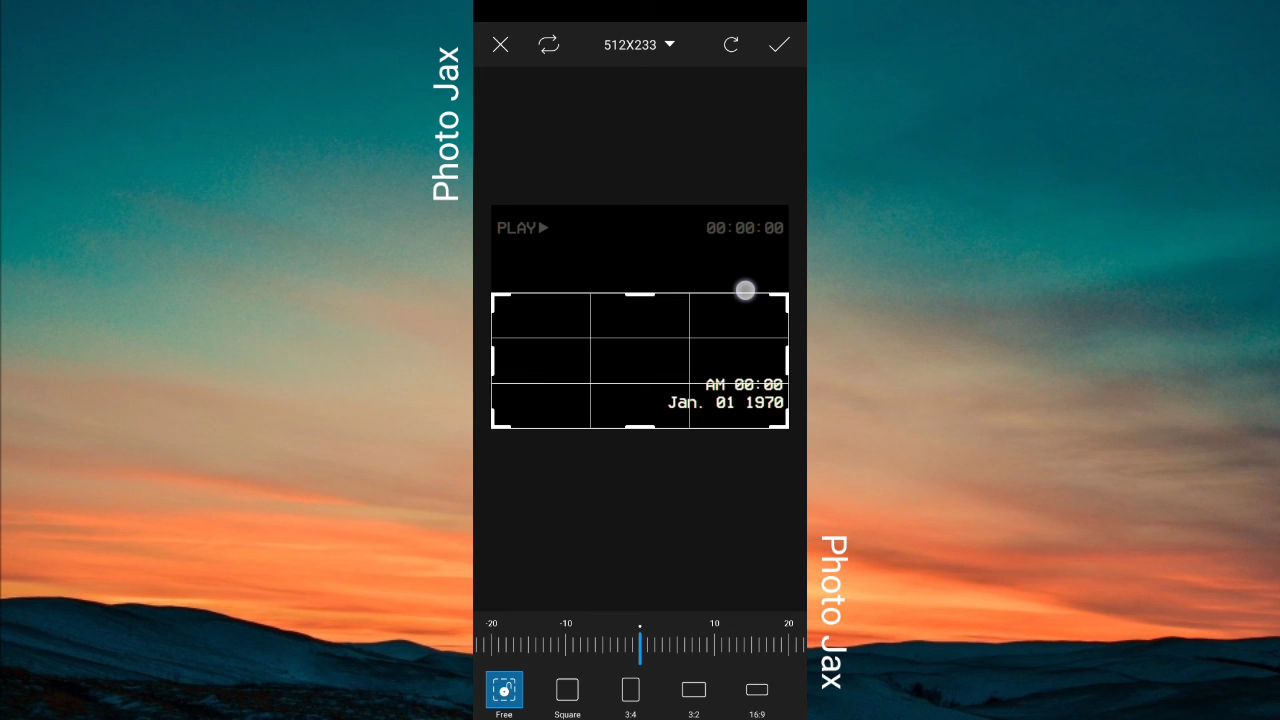 Photo Jax
512X233
PLAY▶ 00:00:00
AM 00:00
Jan. 01 1970
-20 -10 10 20
Free Square 3:4 3:2 16:9
Photo Jax